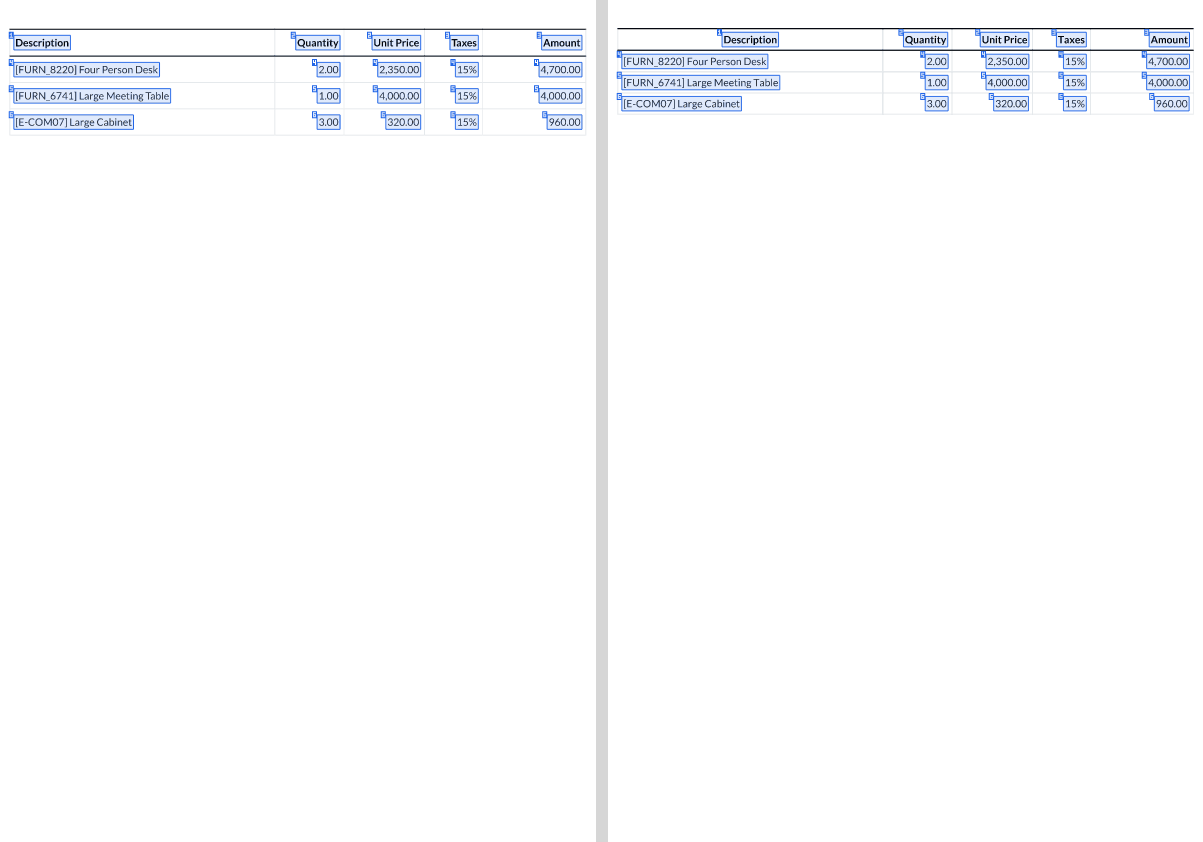 Description Quantity Unit Price Taxes Amount
[FURN_8220] Four Person Desk 2.00 2,350.00 15% 4,700.00
[FURN_6741] Large Meeting Table 1.00 4,000.00 15% 4,000.00
[E-COM07] Large Cabinet 3.00 320.00 15% 960.00
Description Quantity Unit Price Taxes Amount
[FURN_8220] Four Person Desk 2.00 2,350.00 15% 4,700.00
[FURN_6741] Large Meeting Table 1.00 4,000.00 15% 4,000.00
[E-COM07] Large Cabinet 3.00 320.00 15% 960.00